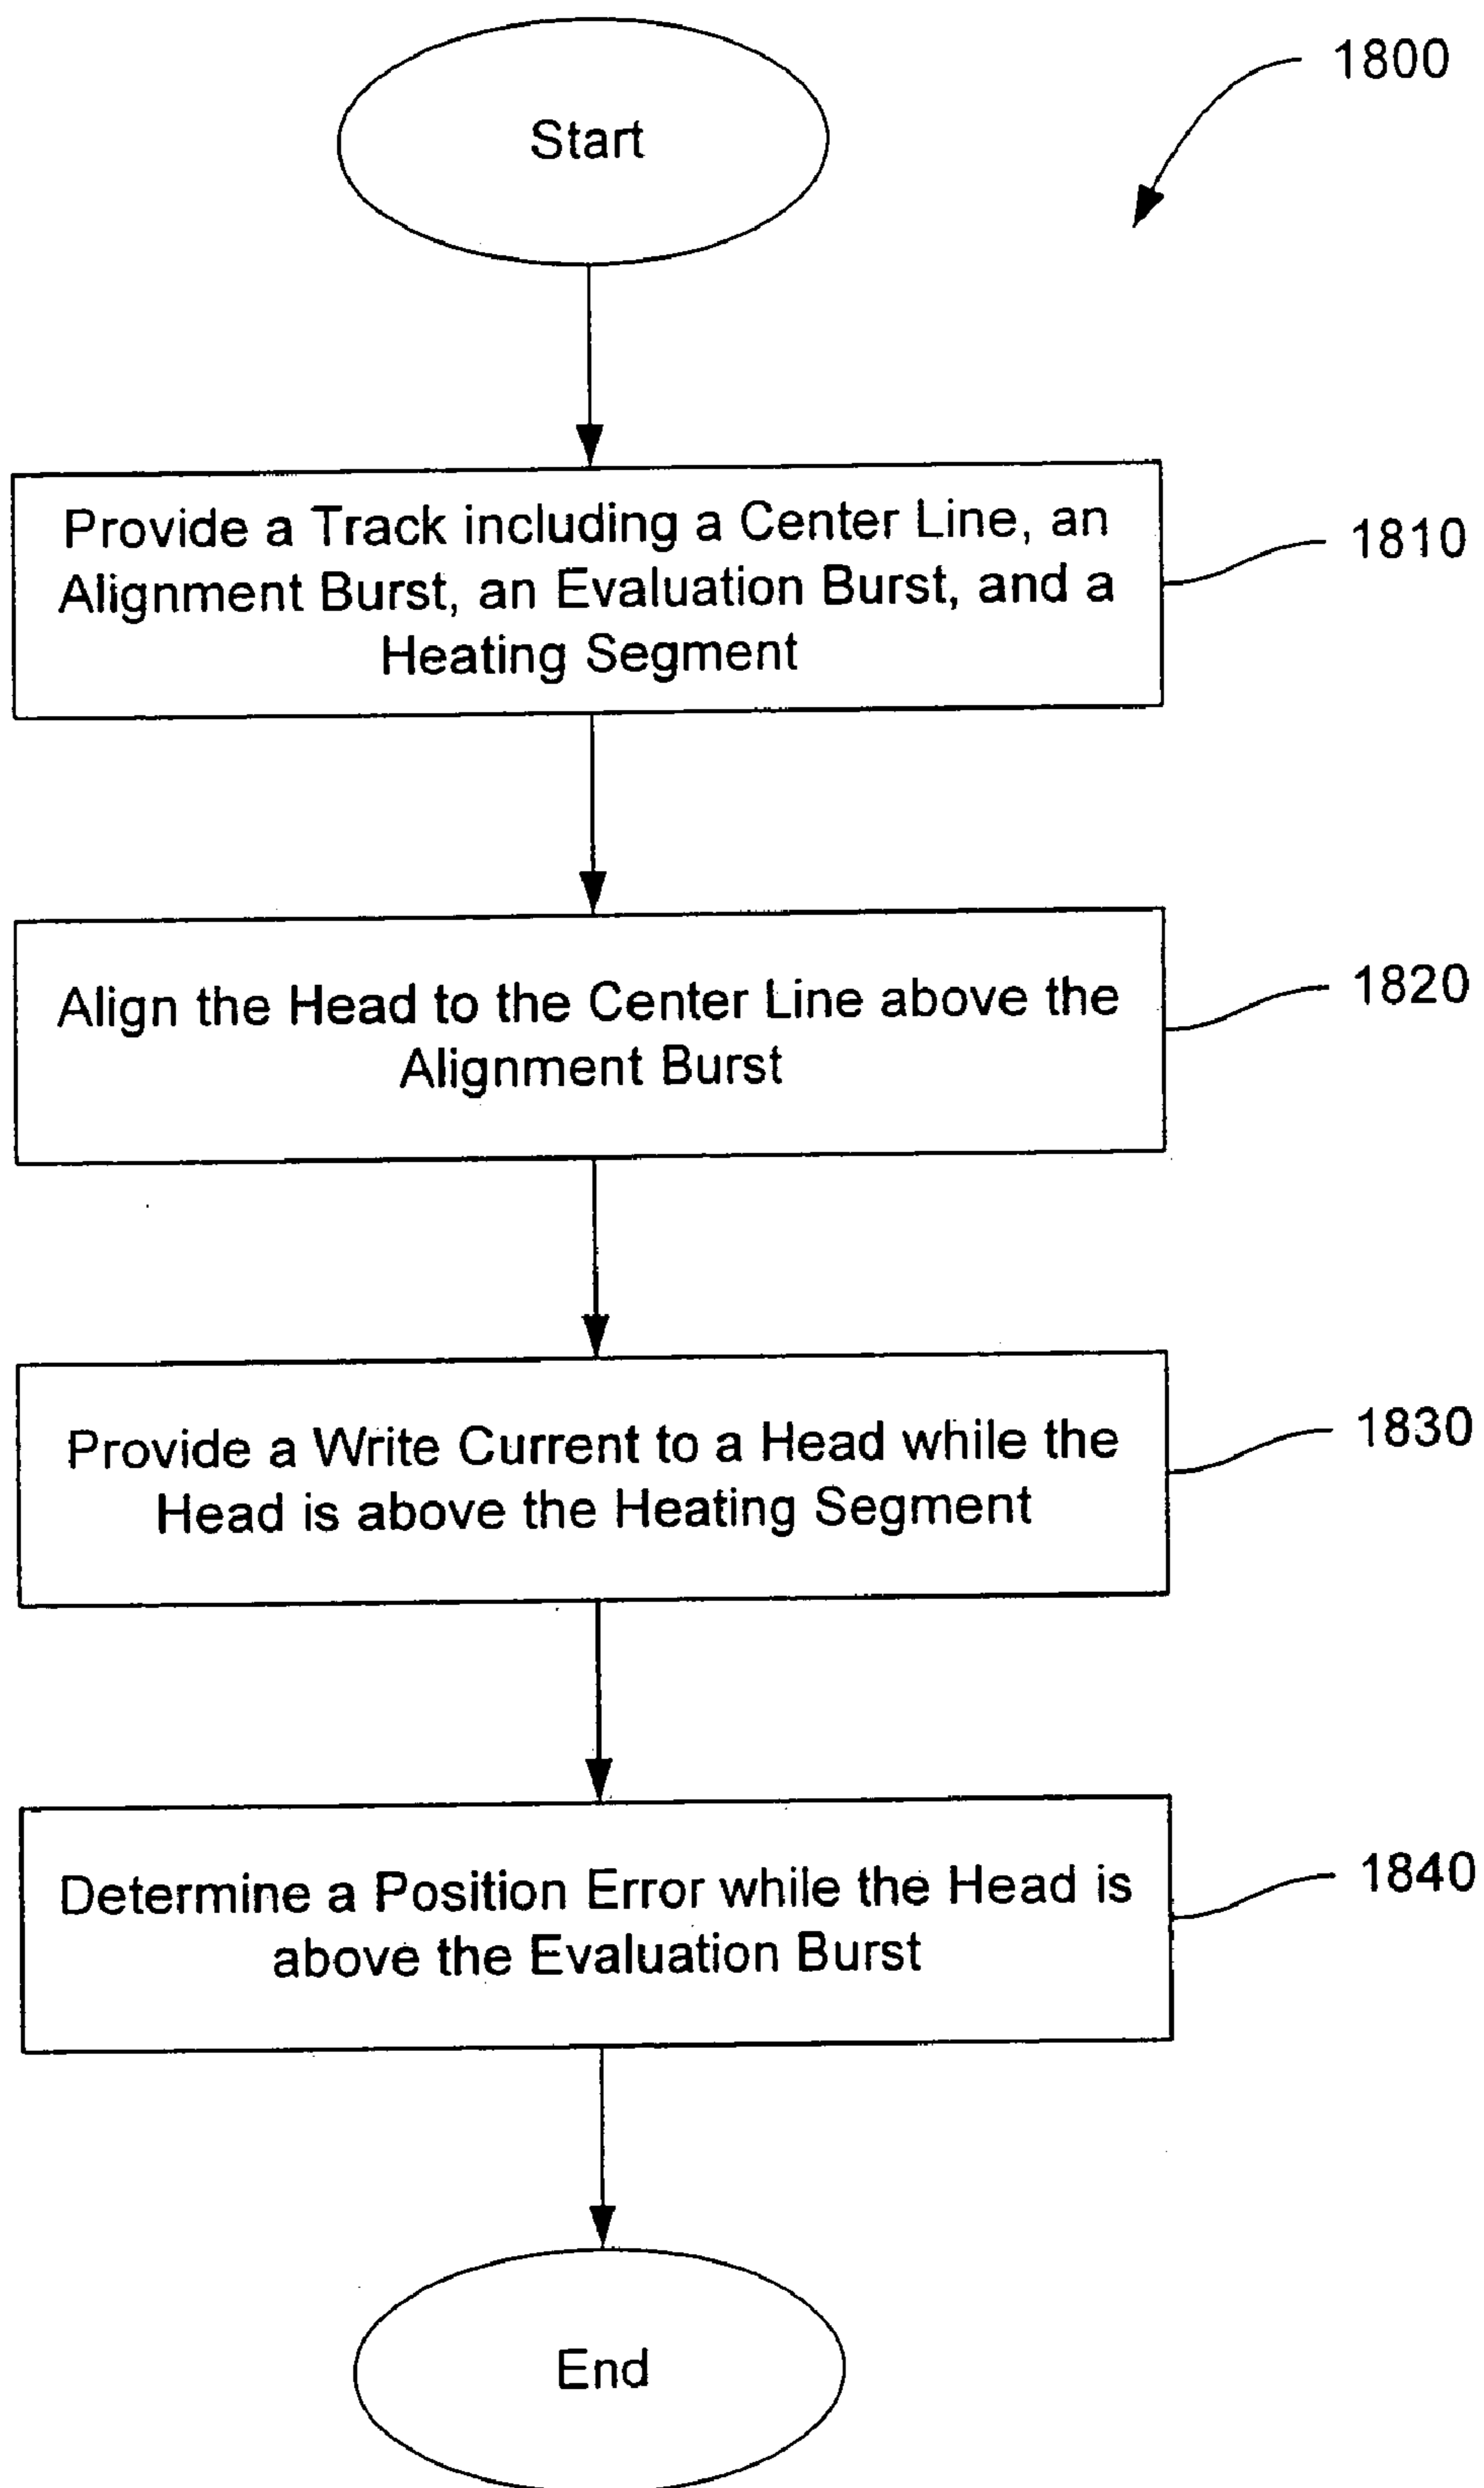 1800
Start
Provide a Track including a Center Line, an
Alignment Burst, an Evaluation Burst, and a
Heating Segment
1810
Align the Head to the Center Line above the
Alignment Burst
1820
Provide a Write Current to a Head while the
Head is above the Heating Segment
1830
Determine a Position Error while the Head is
above the Evaluation Burst
1840
End